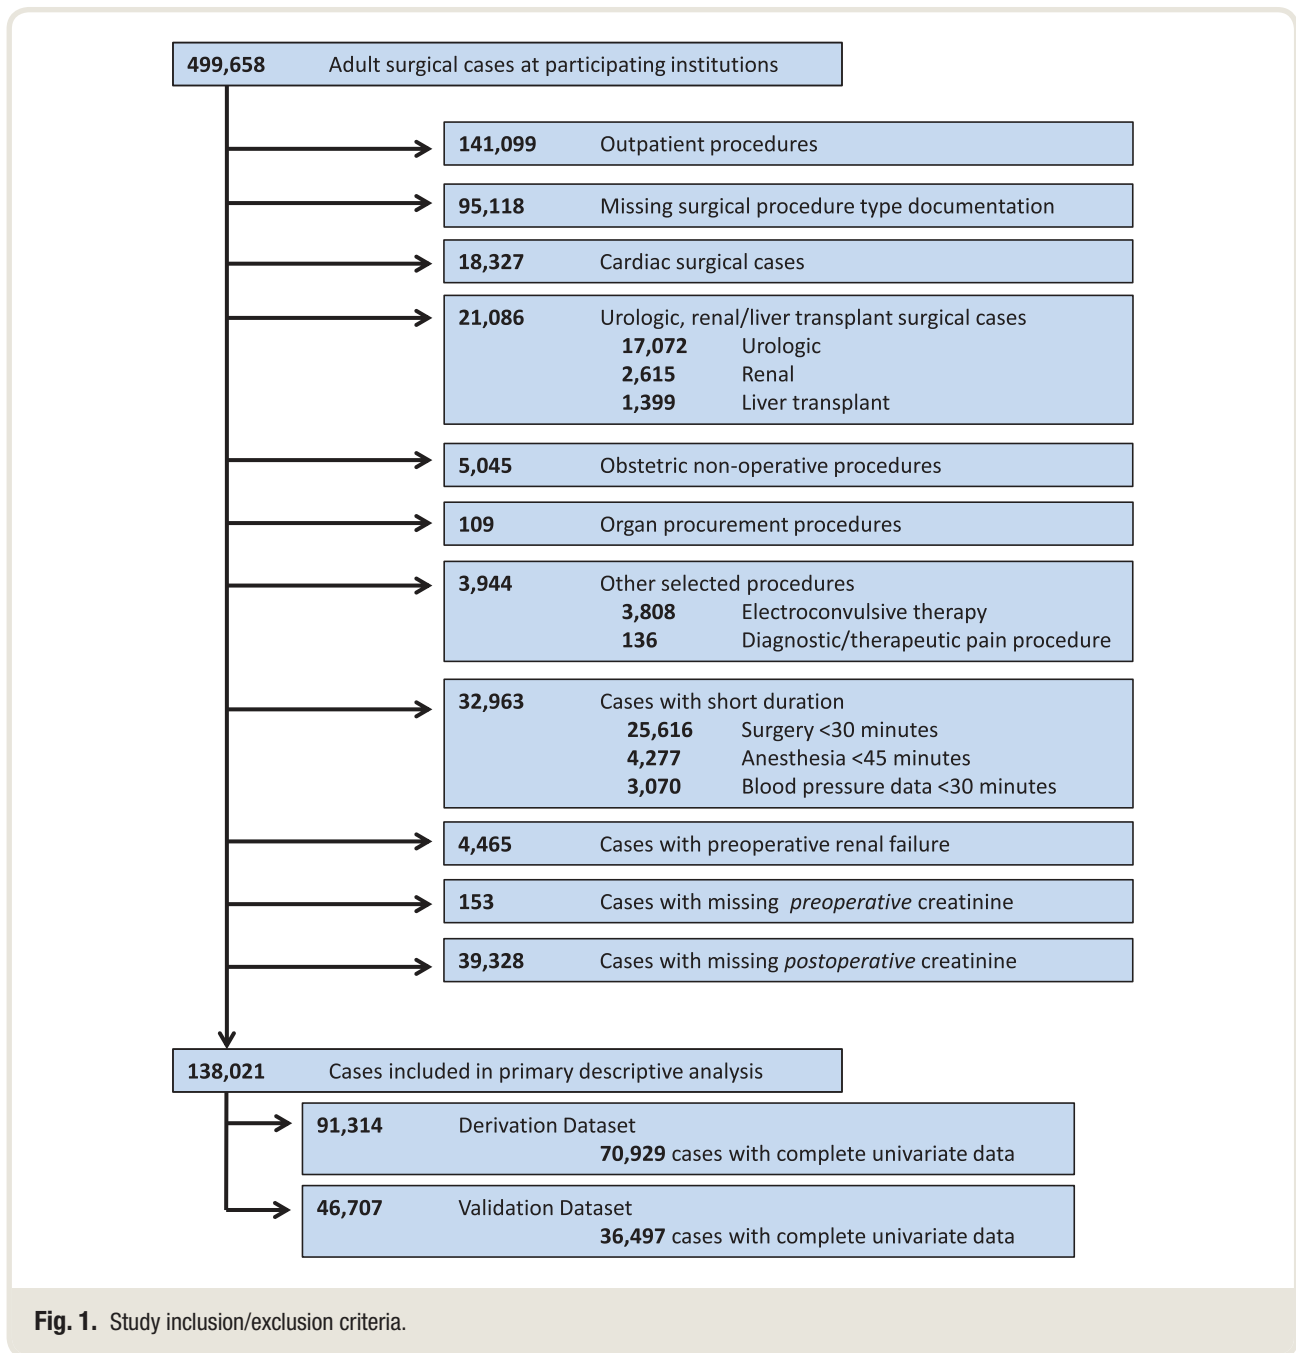 499,658 Adult surgical cases at participating institutions
141,099 Outpatient procedures
95,118 Missing surgical procedure type documentation
18,327 Cardiac surgical cases
21,086 Urologic, renal/liver transplant surgical cases
17,072 Urologic
2,615 Renal
1,399 Liver transplant
5,045 Obstetric non-operative procedures
109 Organ procurement procedures
3,944 Other selected procedures
3,808 Electroconvulsive therapy
136 Diagnostic/therapeutic pain procedure
32,963 Cases with short duration
25,616 Surgery <30 minutes
4,277 Anesthesia <45 minutes
3,070 Blood pressure data <30 minutes
4,465 Cases with preoperative renal failure
153 Cases with missing preoperative creatinine
39,328 Cases with missing postoperative creatinine
138,021 Cases included in primary descriptive analysis
91,314 Derivation Dataset
70,929 cases with complete univariate data
46,707 Validation Dataset
36,497 cases with complete univariate data
Fig. 1. Study inclusion/exclusion criteria.